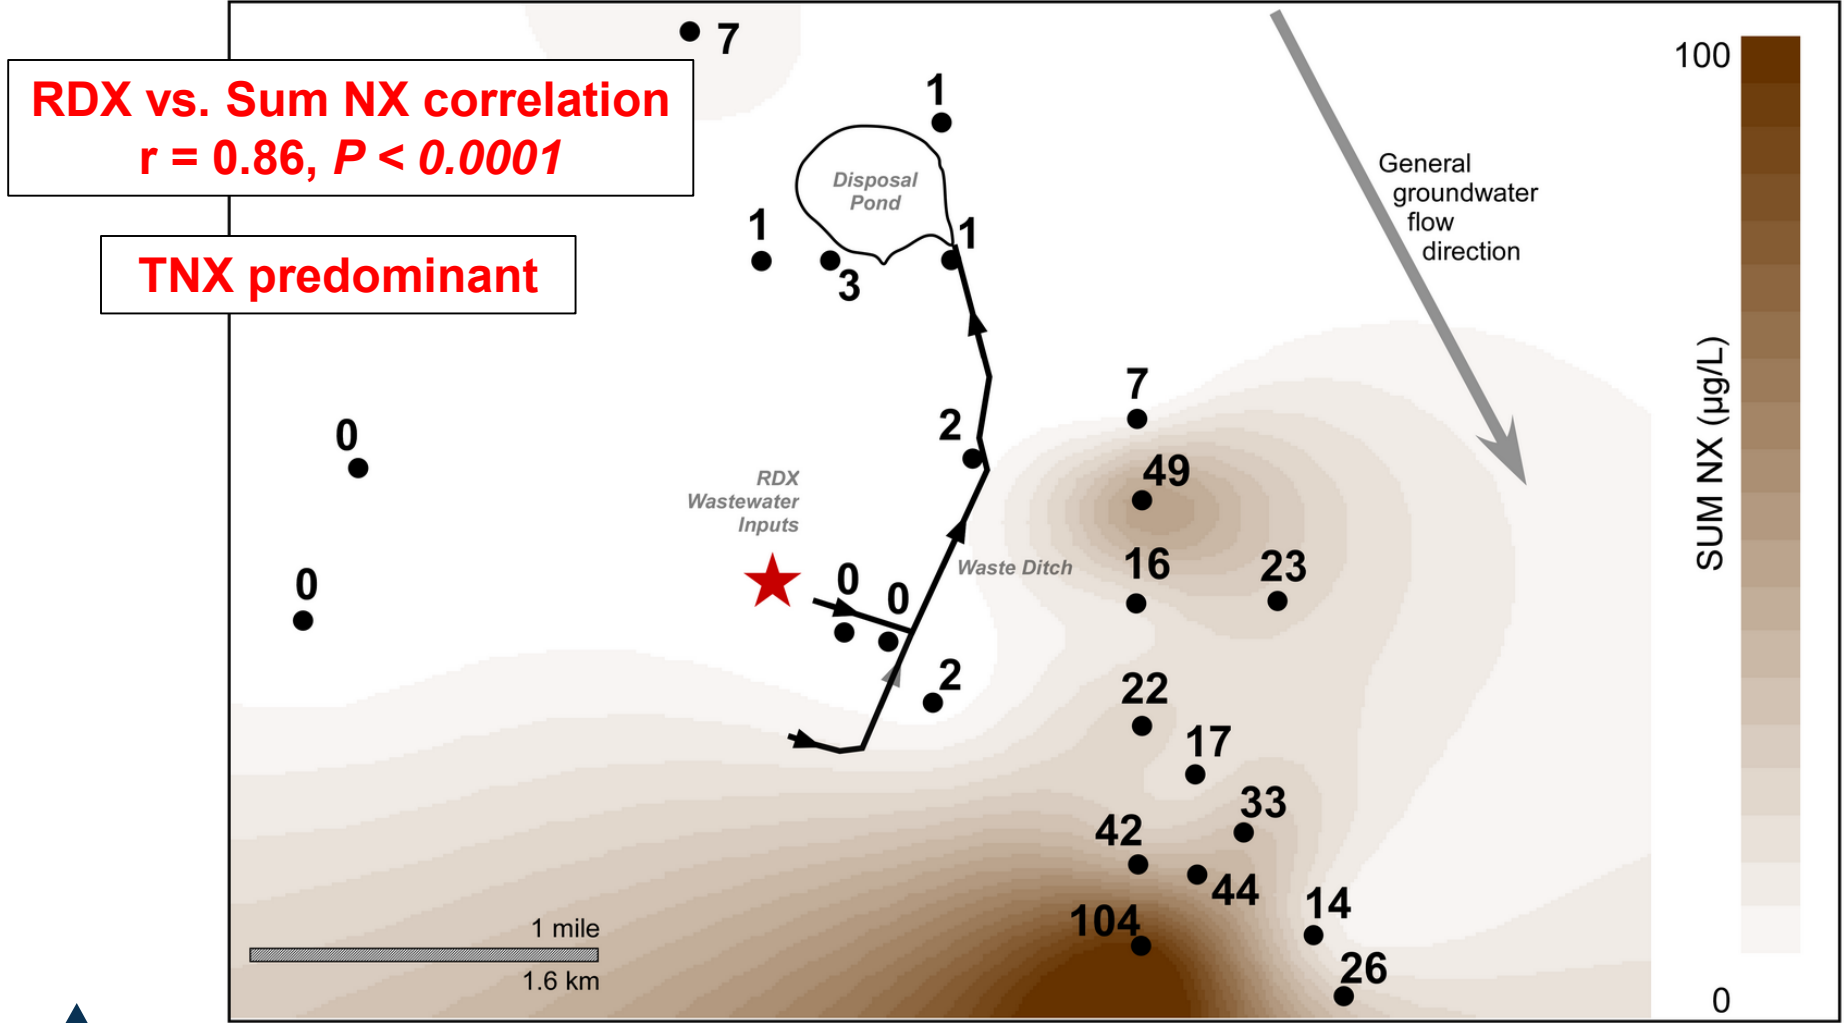 RDX vs. Sum NX correlation
r = 0.86, P < 0.0001
TNX predominant
7
1
Disposal
Pond
1
3
1
General
groundwater
flow
direction
100
SUM NX (µg/L)
0
7
2
49
0
RDX
Wastewater
Inputs
Waste Ditch
16
23
0
0
0
2
22
17
33
42
44
14
104
26
1 mile
1.6 km
0